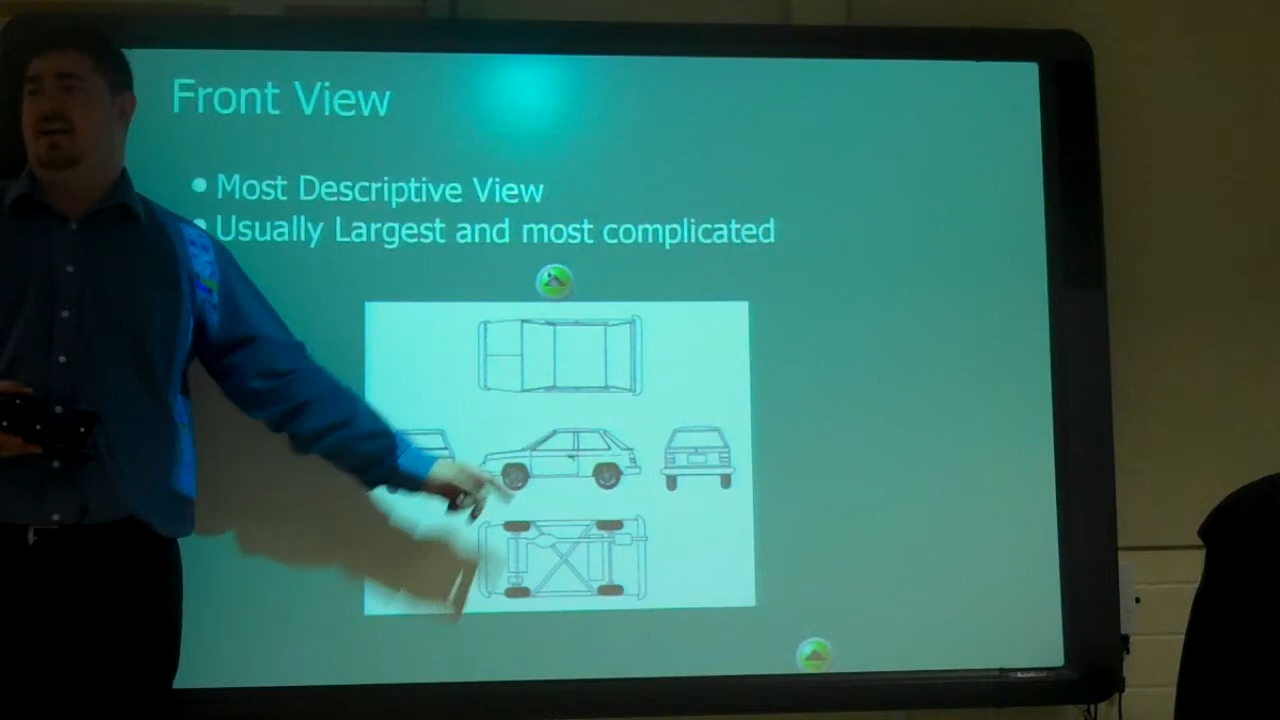 Front View
Most Descriptive View
Usually Largest and most complicated